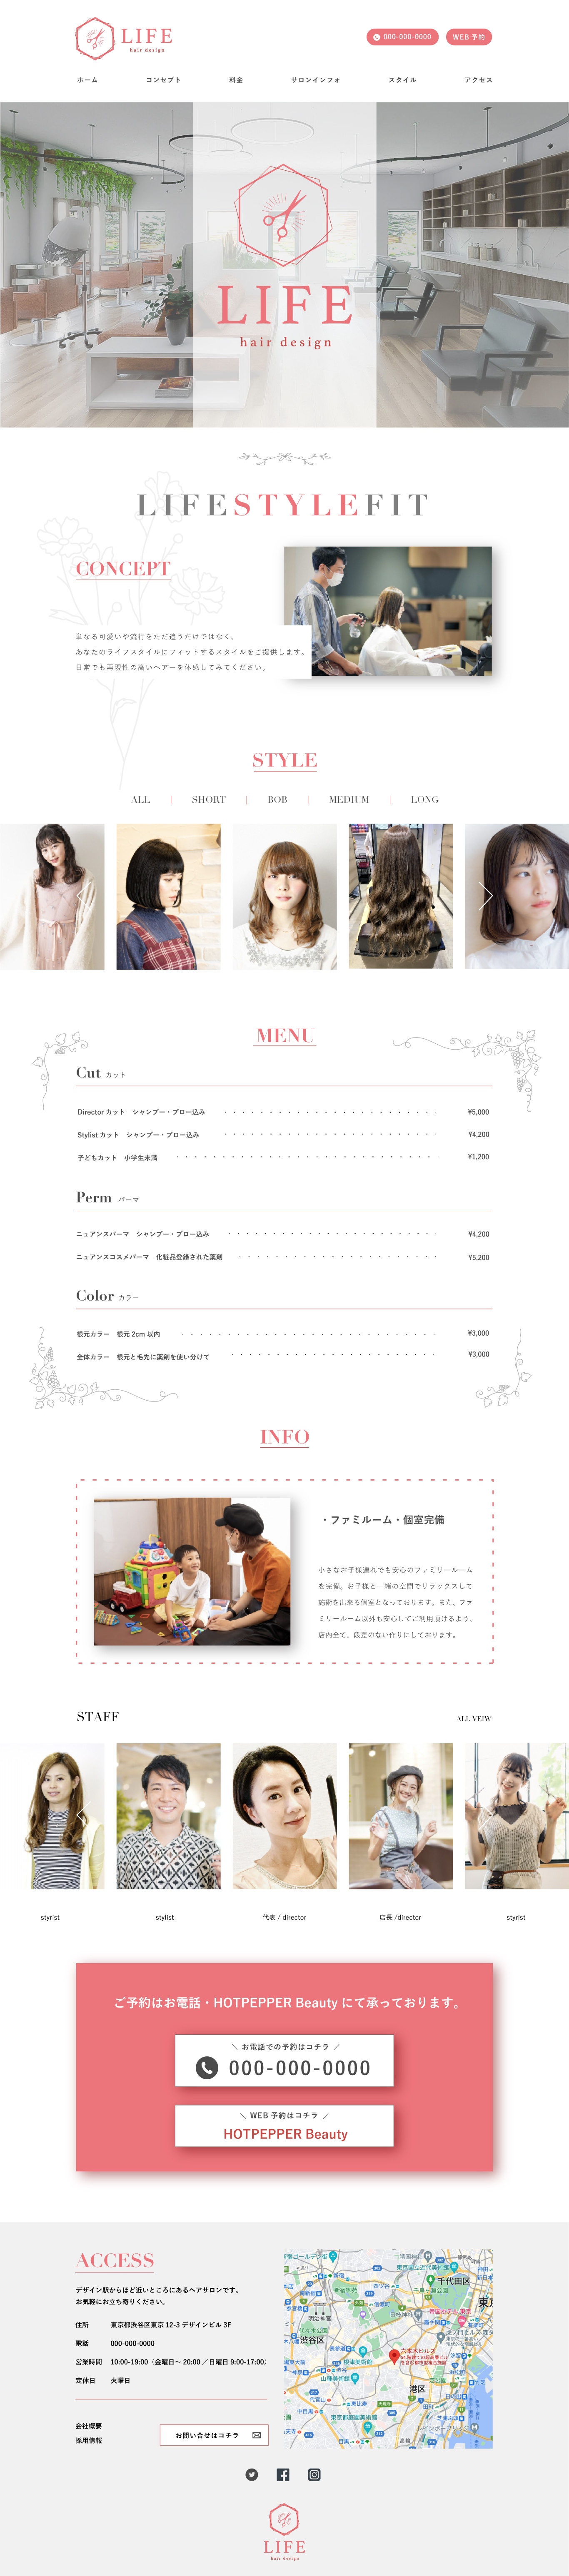 LIFE
hair design
000-000-0000
WEB 予約
ホーム
コンセプト
料金
サロンインフォ
スタイル
アクセス
LIFE
hair design
LIFESTYLEFIT
CONCEPT
単なる可愛いや流行をただ追うだけではなく、
あなたのライフスタイルにフィットするスタイルをご提供します。
日常でも再現性の高いヘアーを体感してみてください。
STYLE
ALL | SHORT | BOB | MEDIUM | LONG
MENU
Cut カット
Director カット　シャンプー・ブロー込み ¥5,000
Stylist カット　シャンプー・ブロー込み ¥4,200
子どもカット　小学生未満 ¥1,200
Perm パーマ
ニュアンスパーマ　シャンプー・ブロー込み ¥4,200
ニュアンスコスメパーマ　化粧品登録された薬剤 ¥5,200
Color カラー
根元カラー　根元 2cm 以内 ¥3,000
全体カラー　根元と毛先に薬剤を使い分けて ¥3,000
INFO
・ファミルーム・個室完備
小さなお子様連れでも安心のファミリールーム
を完備。お子様と一緒の空間でリラックスして
施術を出来る個室となっております。また、ファ
ミリールーム以外も安心してご利用頂けるよう、
店内全て、段差のない作りにしております。
STAFF
ALL VEIW
styrist
stylist
代表 / director
店長 /director
styrist
ご予約はお電話・HOTPEPPER Beauty にて承っております。
＼ お電話での予約はコチラ ／
000-000-0000
＼ WEB 予約はコチラ ／
HOTPEPPER Beauty
ACCESS
デザイン駅からほど近いところにあるヘアサロンです。
お気軽にお立ち寄りください。
住所　東京都渋谷区東京 12-3 デザインビル 3F
電話　000-000-0000
営業時間　10:00-19:00（金曜日〜 20:00 ／日曜日 9:00-17:00）
定休日　火曜日
会社概要
採用情報
お問い合せはコチラ
千代田区
渋谷区
六本木ヒルズ
港区
LIFE
hair design